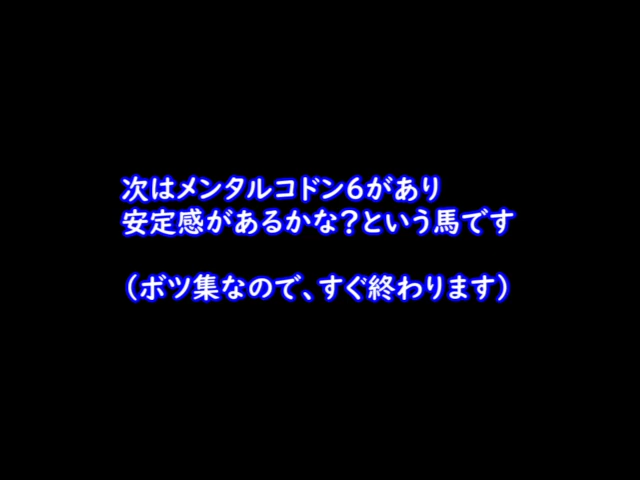 次はメンタルコドン6があり
安定感があるかな？という馬です
（ボツ集なので、すぐ終わります）